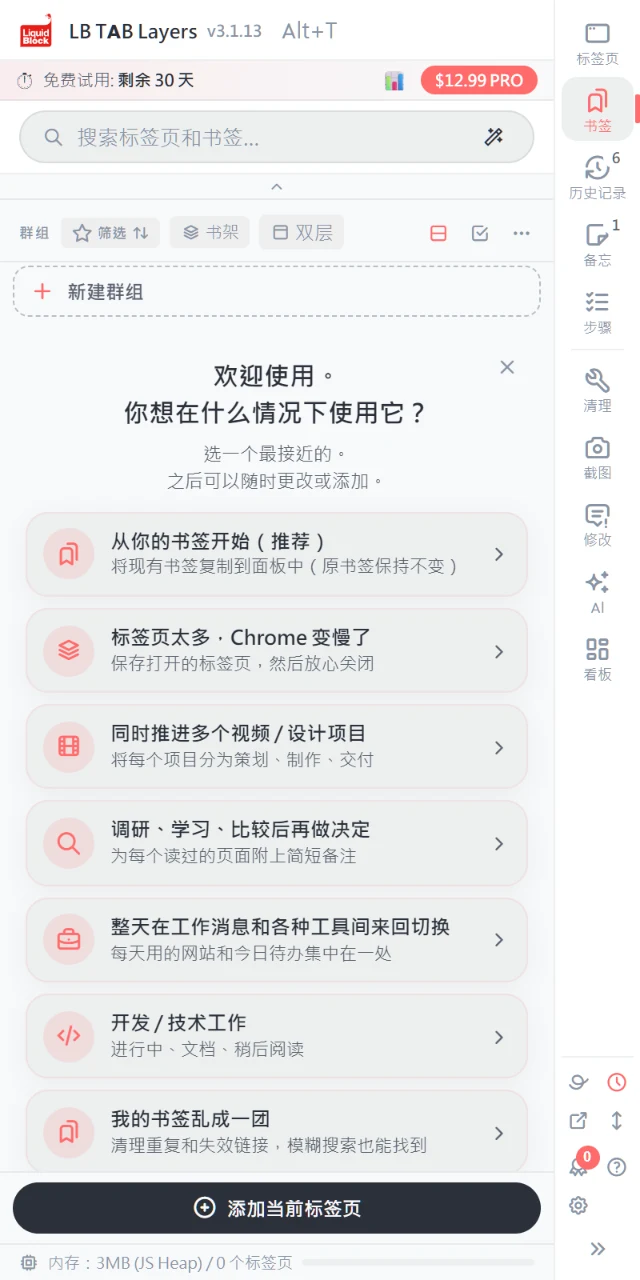 Liquid Block
LB TAB Layers v3.1.13 Alt+T
免费试用: 剩余 30 天
$12.99 PRO
搜索标签页和书签...
群组 筛选 书架 双层
新建群组
欢迎使用。
你想在什么情况下使用它？
选一个最接近的。
之后可以随时更改或添加。
从你的书签开始（推荐）
将现有书签复制到面板中（原书签保持不变）
标签页太多，Chrome 变慢了
保存打开的标签页，然后放心关闭
同时推进多个视频 / 设计项目
将每个项目分为策划、制作、交付
调研、学习、比较后再做决定
为每个读过的页面附上简短备注
整天在工作消息和各种工具间来回切换
每天用的网站和今日待办集中在一处
开发 / 技术工作
进行中、文档、稍后阅读
我的书签乱成一团
清理重复和失效链接，模糊搜索也能找到
添加当前标签页
内存：3MB (JS Heap) / 0 个标签页
标签页
书签
6
历史记录
1
备忘
步骤
清理
截图
修改
AI
看板
0